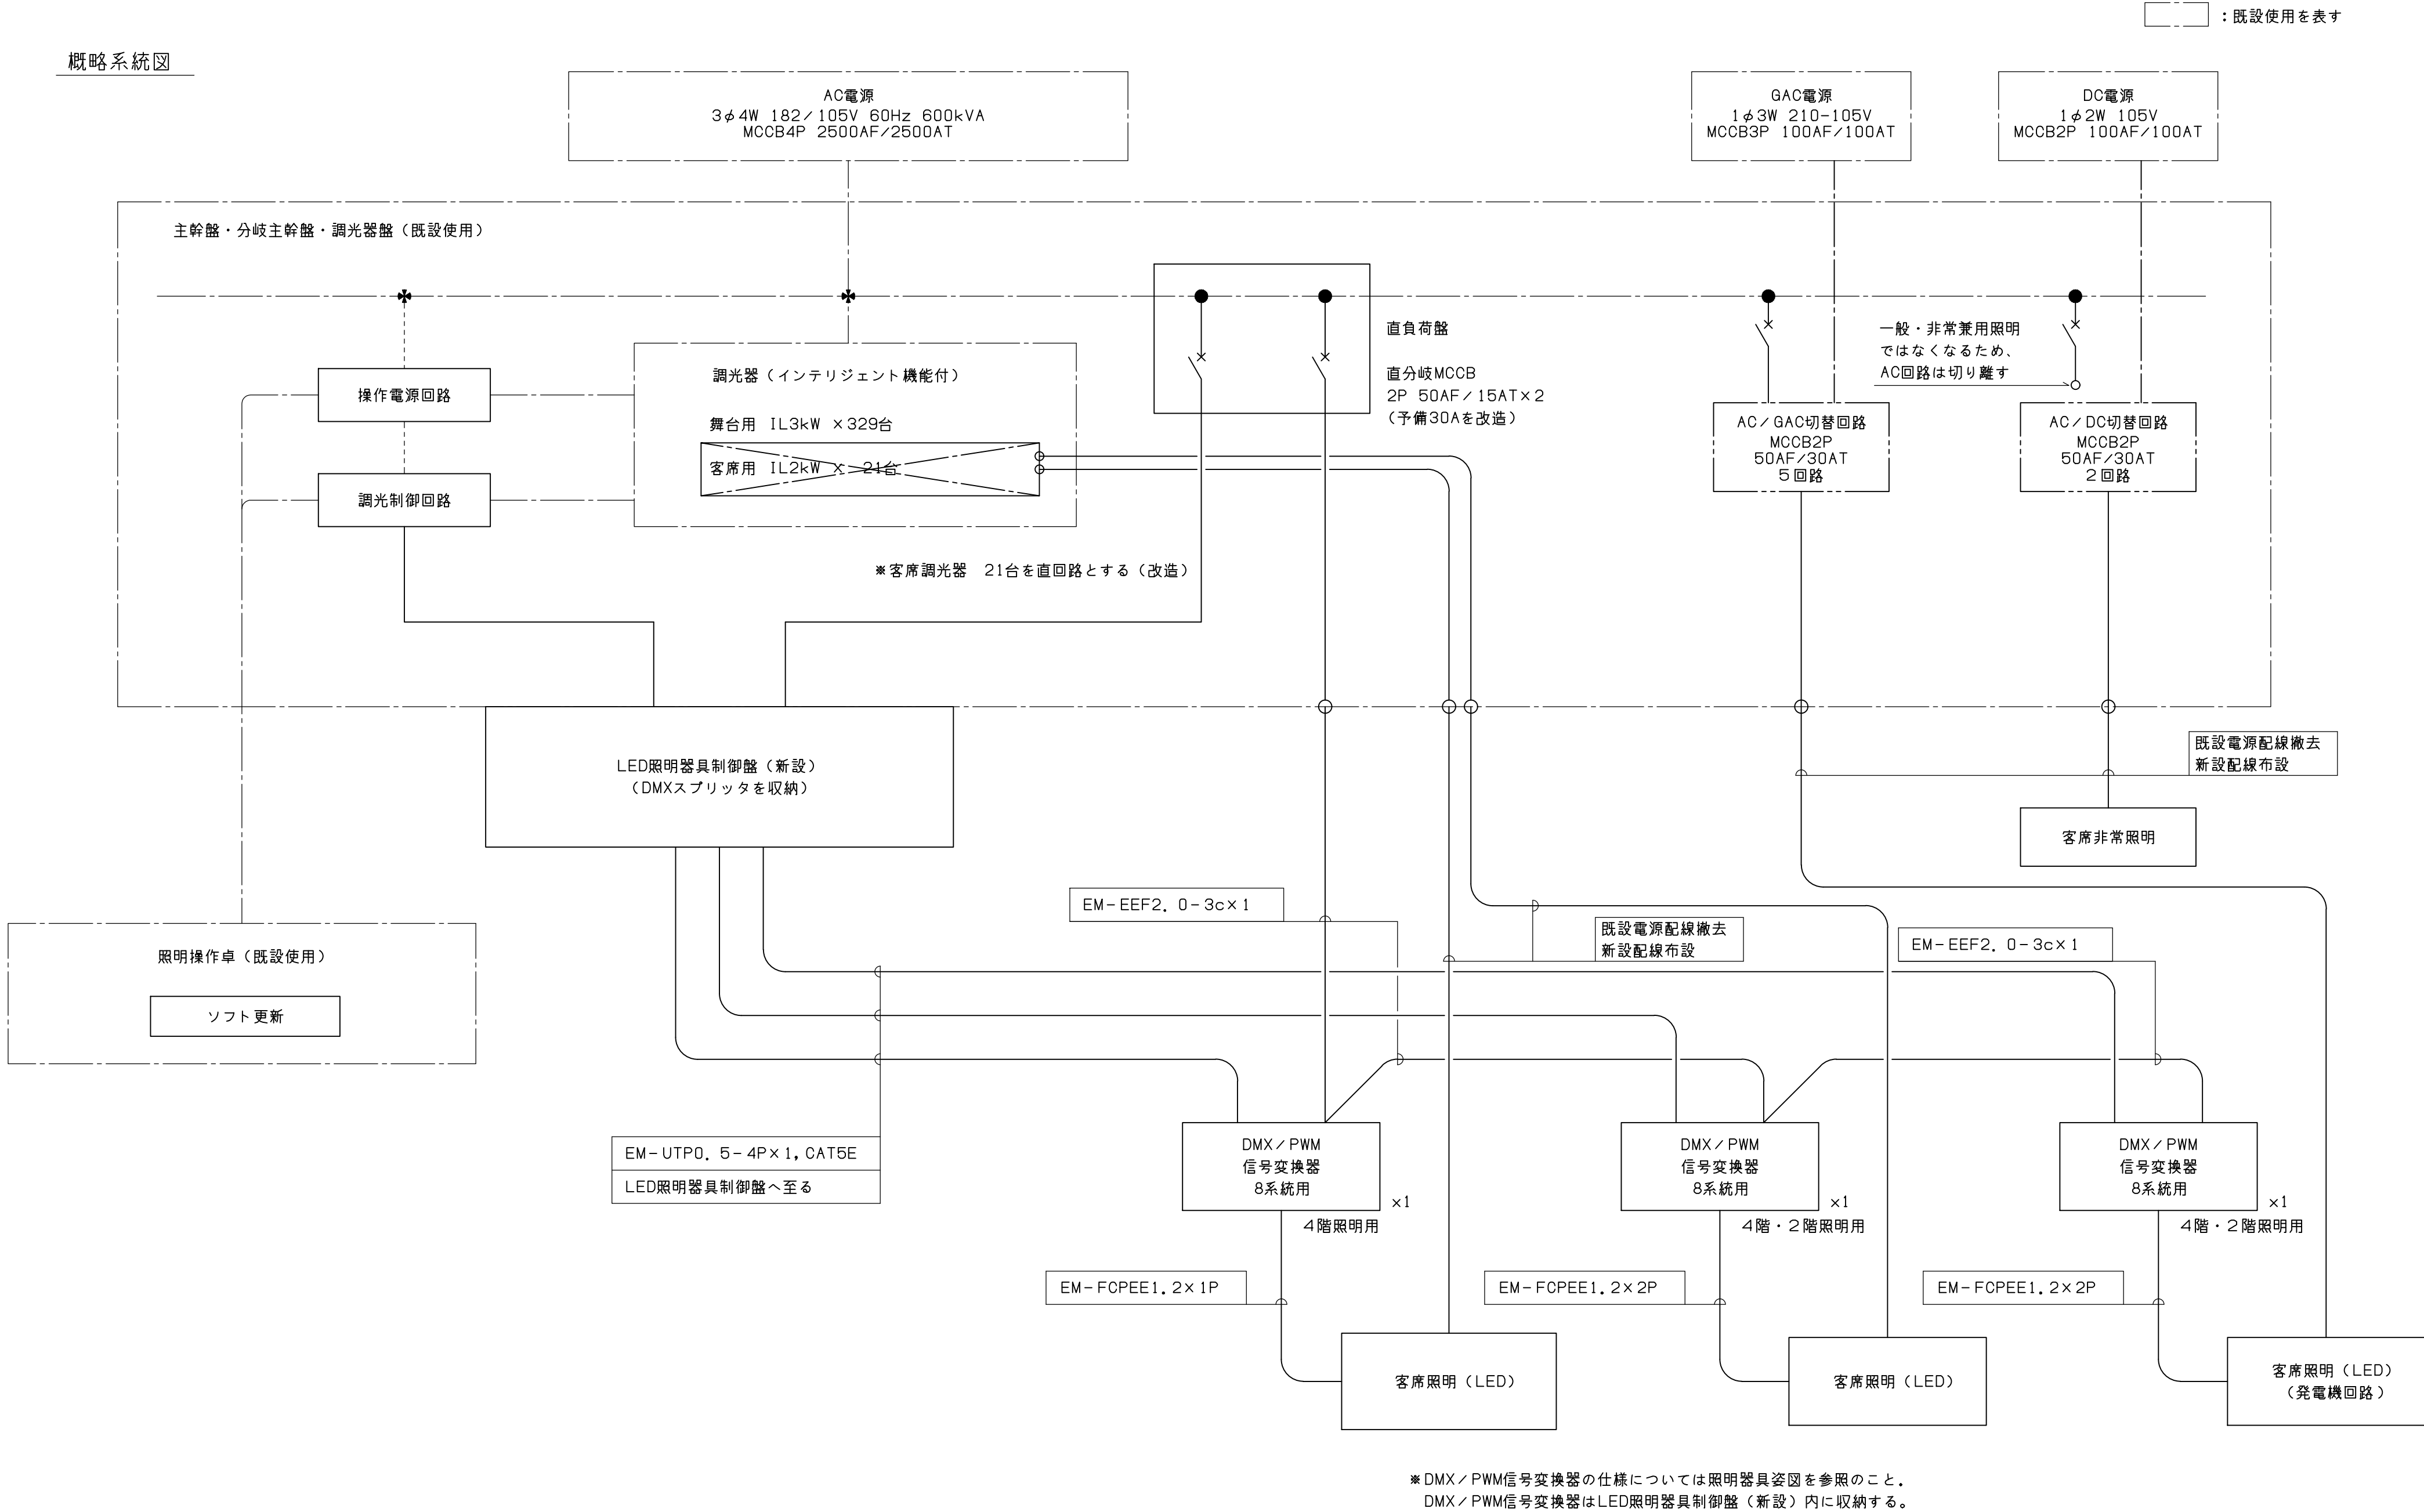 ：既設使用を表す
概略系統図
AC電源
3φ4W 182／105V 60Hz 600kVA
MCCB4P 2500AF／2500AT
GAC電源
1φ3W 210-105V
MCCB3P 100AF／100AT
DC電源
1φ2W 105V
MCCB2P 100AF／100AT
主幹盤・分岐主幹盤・調光器盤（既設使用）
直負荷盤
直分岐MCCB
2P 50AF／15AT×2
（予備30Aを改造）
一般・非常兼用照明
ではなくなるため、
AC回路は切り離す
操作電源回路
調光制御回路
調光器（インテリジェント機能付）
舞台用 IL3kW ×329台
客席用 IL2kW × 21台
AC／GAC切替回路
MCCB2P
50AF/30AT
5回路
AC／DC切替回路
MCCB2P
50AF/30AT
2回路
※客席調光器　21台を直回路とする（改造）
LED照明器具制御盤（新設）
（DMXスプリッタを収納）
既設電源配線撤去
新設配線布設
客席非常照明
EM-EEF2．0-3c×1
既設電源配線撤去
新設配線布設
EM-EEF2．0-3c×1
照明操作卓（既設使用）
ソフト更新
EM-UTP0．5-4P×1，CAT5E
LED照明器具制御盤へ至る
DMX／PWM
信号変換器
8系統用
×1
4階照明用
DMX／PWM
信号変換器
8系統用
×1
4階・2階照明用
DMX／PWM
信号変換器
8系統用
×1
4階・2階照明用
EM-FCPEE1．2×1P
EM-FCPEE1．2×2P
EM-FCPEE1．2×2P
客席照明（LED）
客席照明（LED）
客席照明（LED）
（発電機回路）
※DMX／PWM信号変換器の仕様については照明器具姿図を参照のこと．
DMX／PWM信号変換器はLED照明器具制御盤（新設）内に収納する。